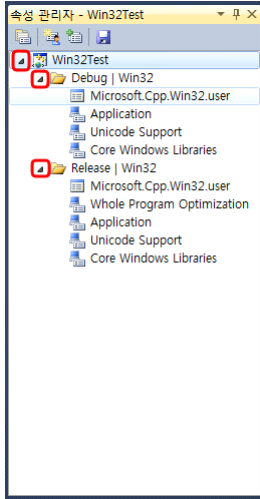 속성 관리자 - Win32Test
Win32Test
Debug | Win32
Microsoft.Cpp.Win32.user
Application
Unicode Support
Core Windows Libraries
Release | Win32
Microsoft.Cpp.Win32.user
Whole Program Optimization
Application
Unicode Support
Core Windows Libraries